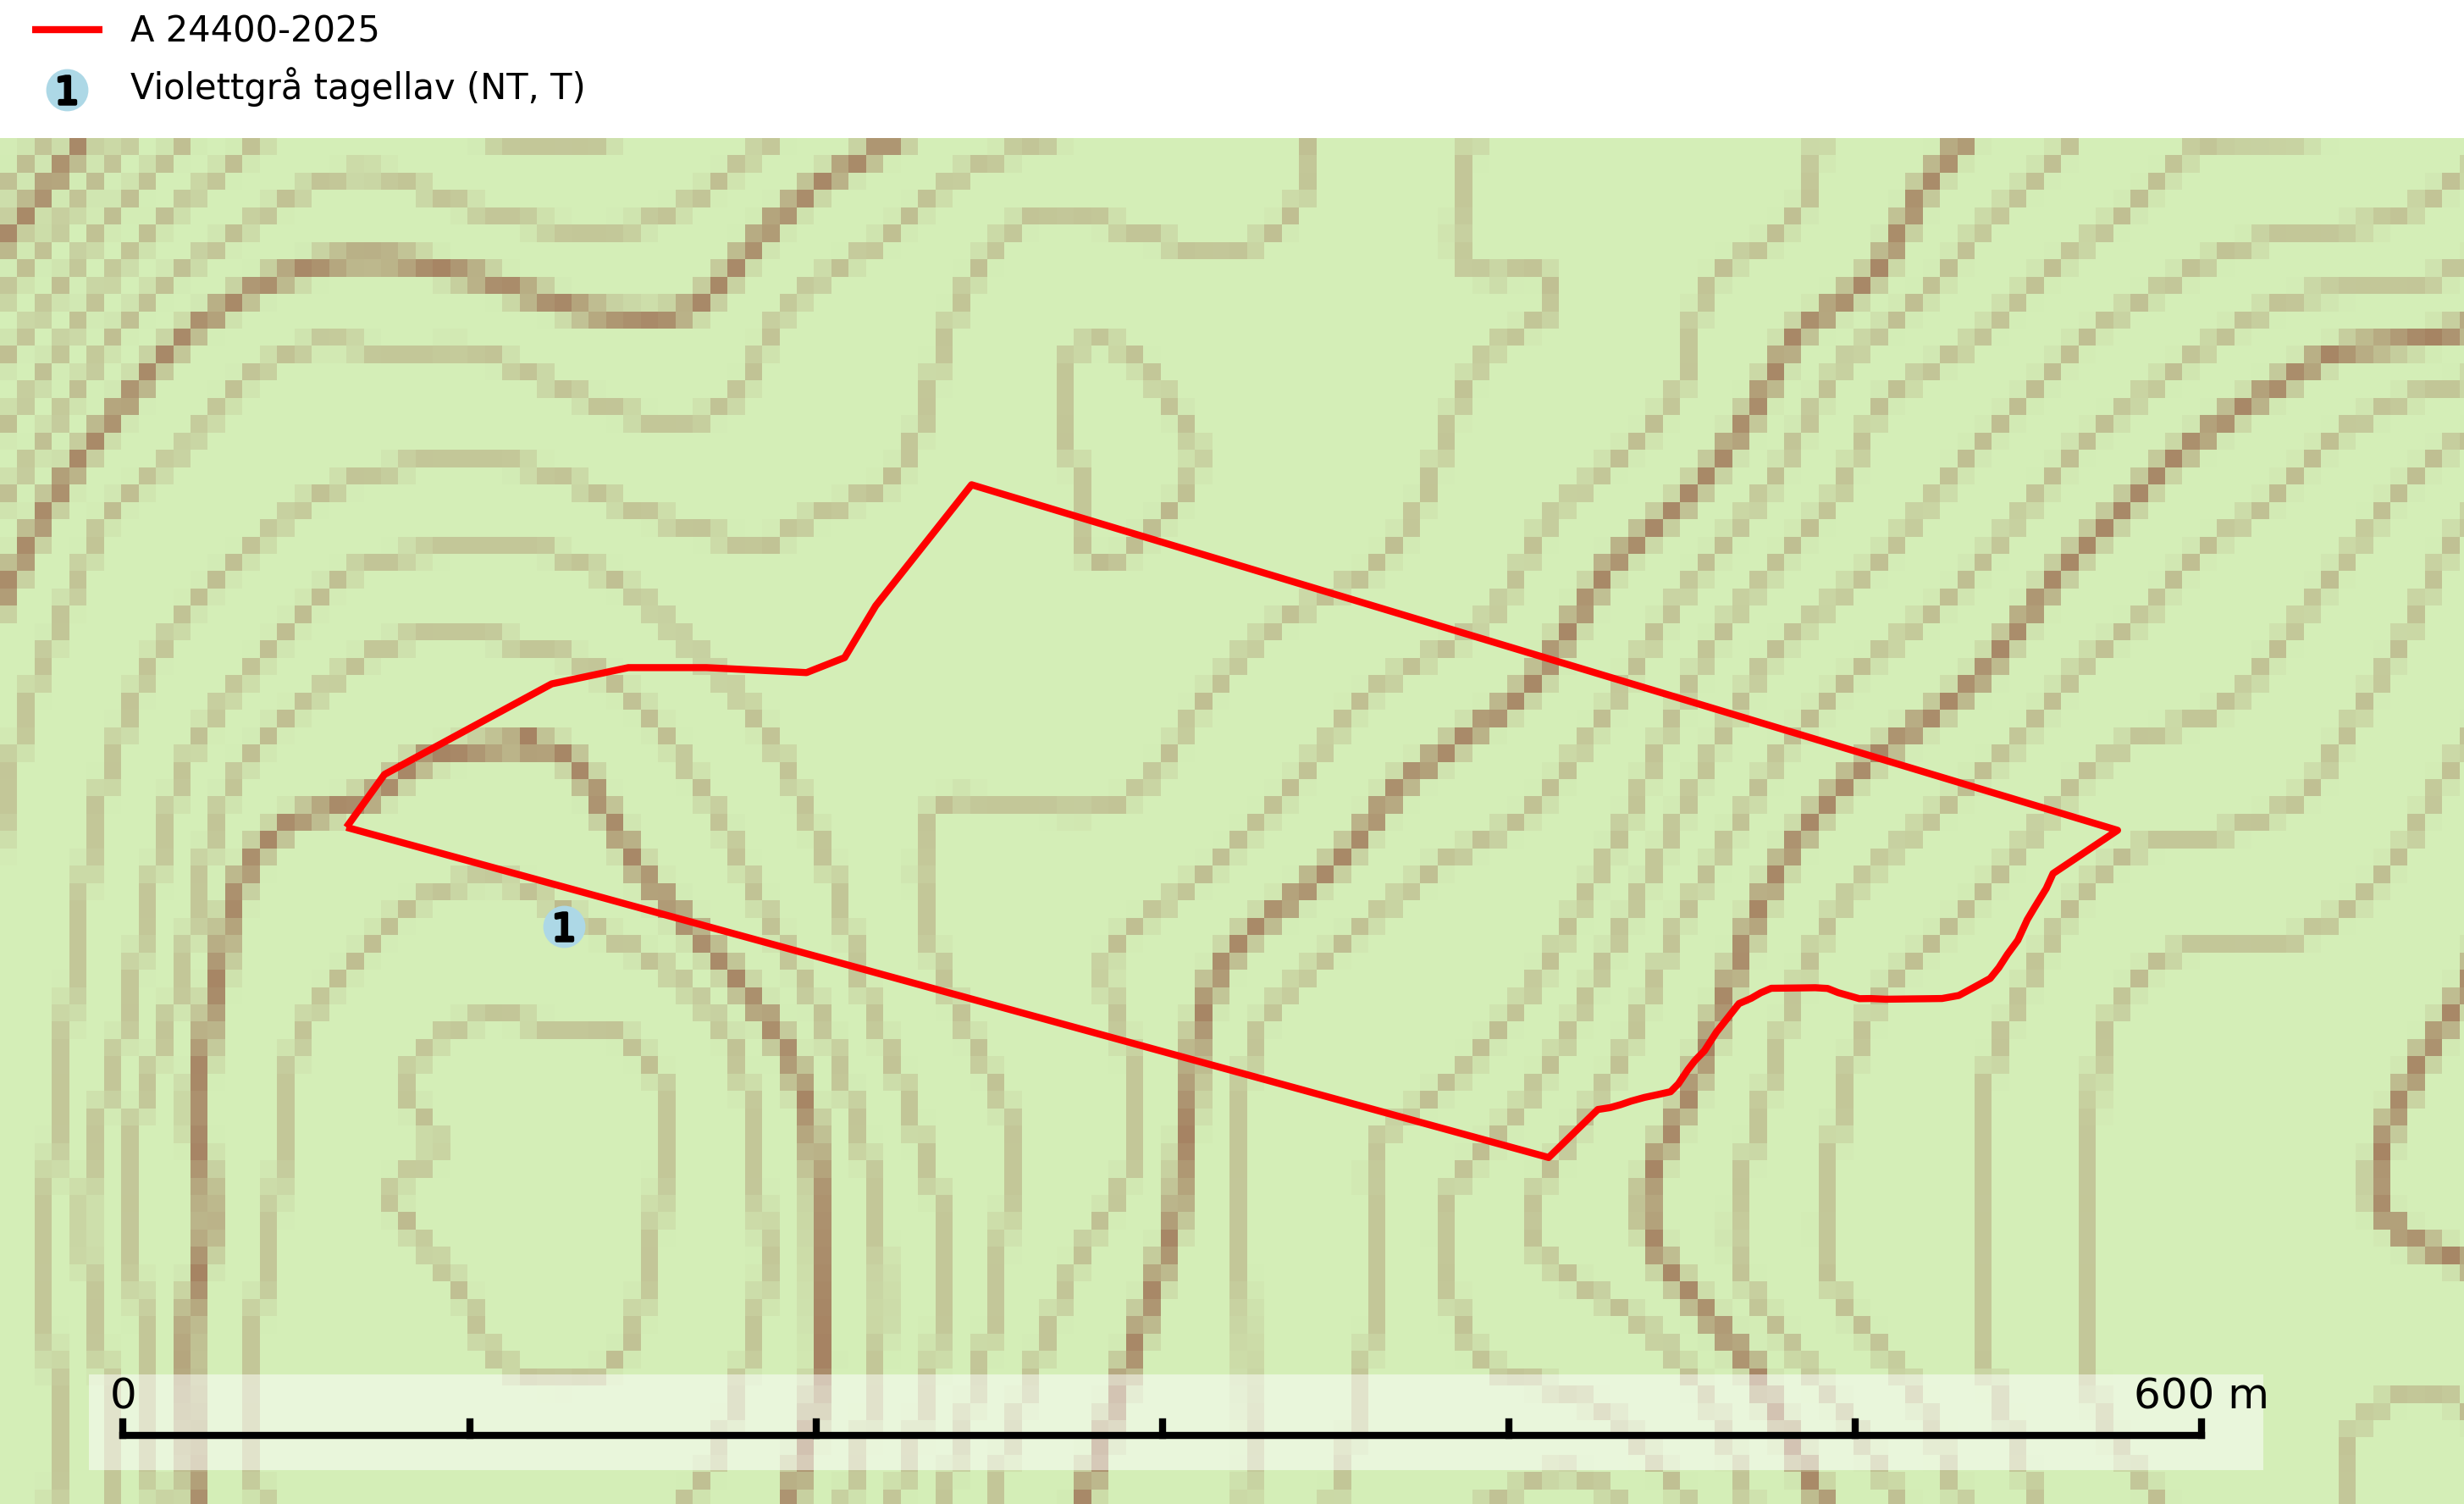 A 24400-2025
1 Violettgrå tagellav (NT, T)
1
0 600 m